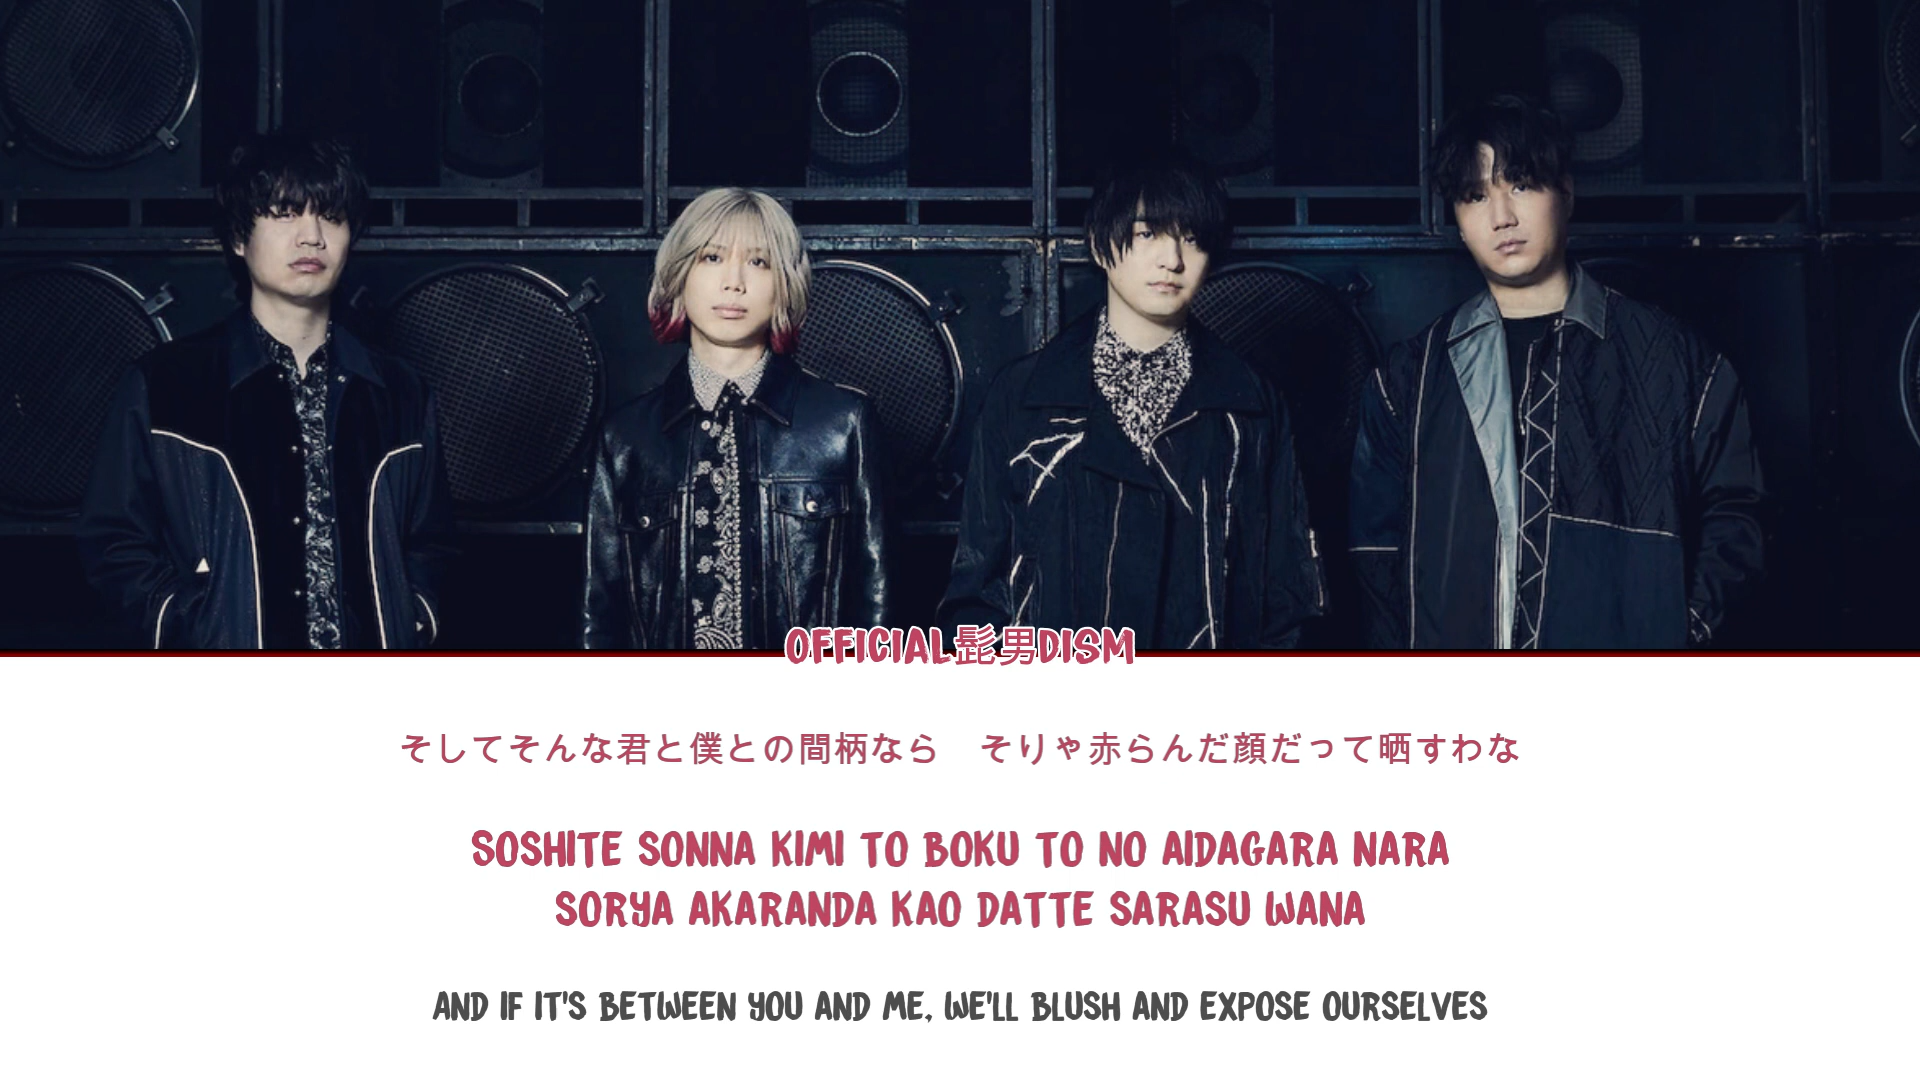 OFFICIAL髭男DISM
そしてそんな君と僕との間柄なら　そりゃ赤らんだ顔だって晒すわな
SOSHITE SONNA KIMI TO BOKU TO NO AIDAGARA NARA
SORYA AKARANDA KAO DATTE SARASU WANA
AND IF IT'S BETWEEN YOU AND ME, WE'LL BLUSH AND EXPOSE OURSELVES